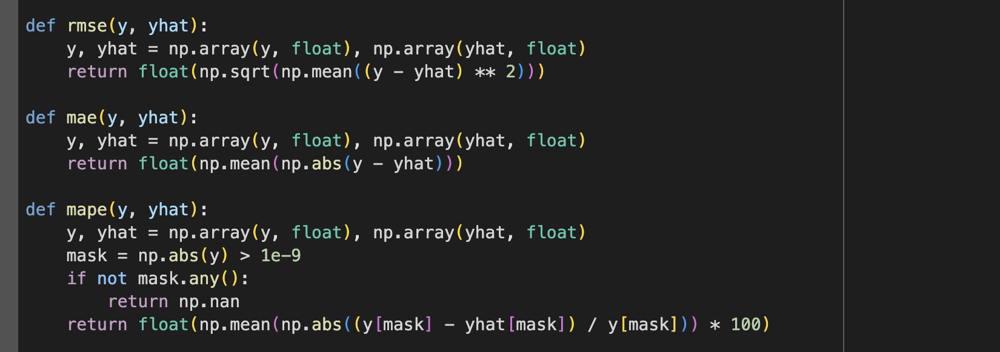 def rmse(y, yhat):
    y, yhat = np.array(y, float), np.array(yhat, float)
    return float(np.sqrt(np.mean((y - yhat) ** 2)))

def mae(y, yhat):
    y, yhat = np.array(y, float), np.array(yhat, float)
    return float(np.mean(np.abs(y - yhat)))

def mape(y, yhat):
    y, yhat = np.array(y, float), np.array(yhat, float)
    mask = np.abs(y) > 1e-9
    if not mask.any():
        return np.nan
    return float(np.mean(np.abs((y[mask] - yhat[mask]) / y[mask])) * 100)